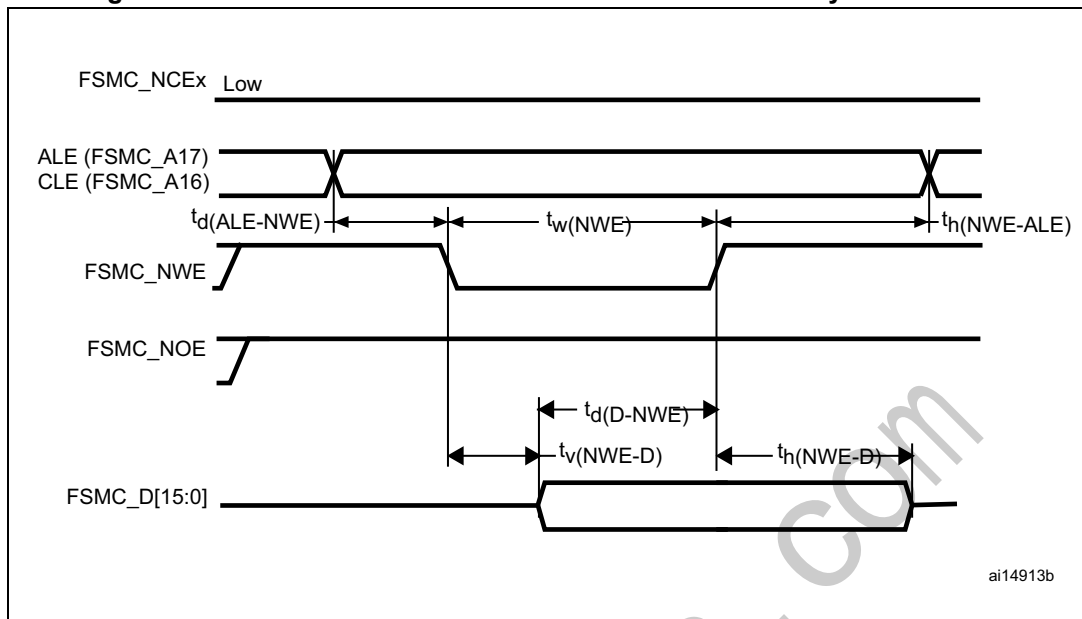 FSMC_NCEx Low
ALE (FSMC_A17)
CLE (FSMC_A16)
td(ALE-NWE) tw(NWE) th(NWE-ALE)
FSMC_NWE
FSMC_NOE
td(D-NWE)
tv(NWE-D) th(NWE-D)
FSMC_D[15:0]
com
ai14913b